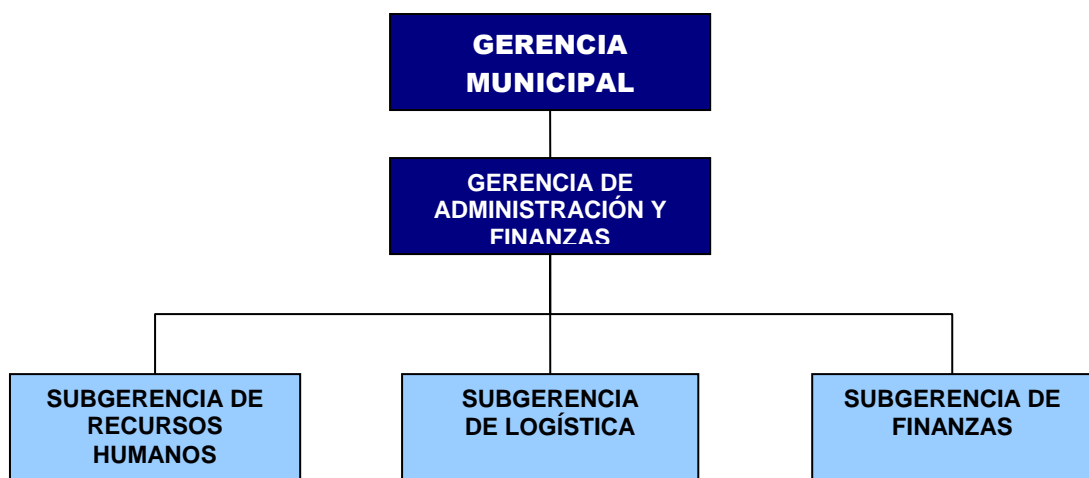 GERENCIA
MUNICIPAL
GERENCIA DE
ADMINISTRACIÓN Y
FINANZAS
SUBGERENCIA DE
RECURSOS
HUMANOS
SUBGERENCIA
DE LOGÍSTICA
SUBGERENCIA DE
FINANZAS